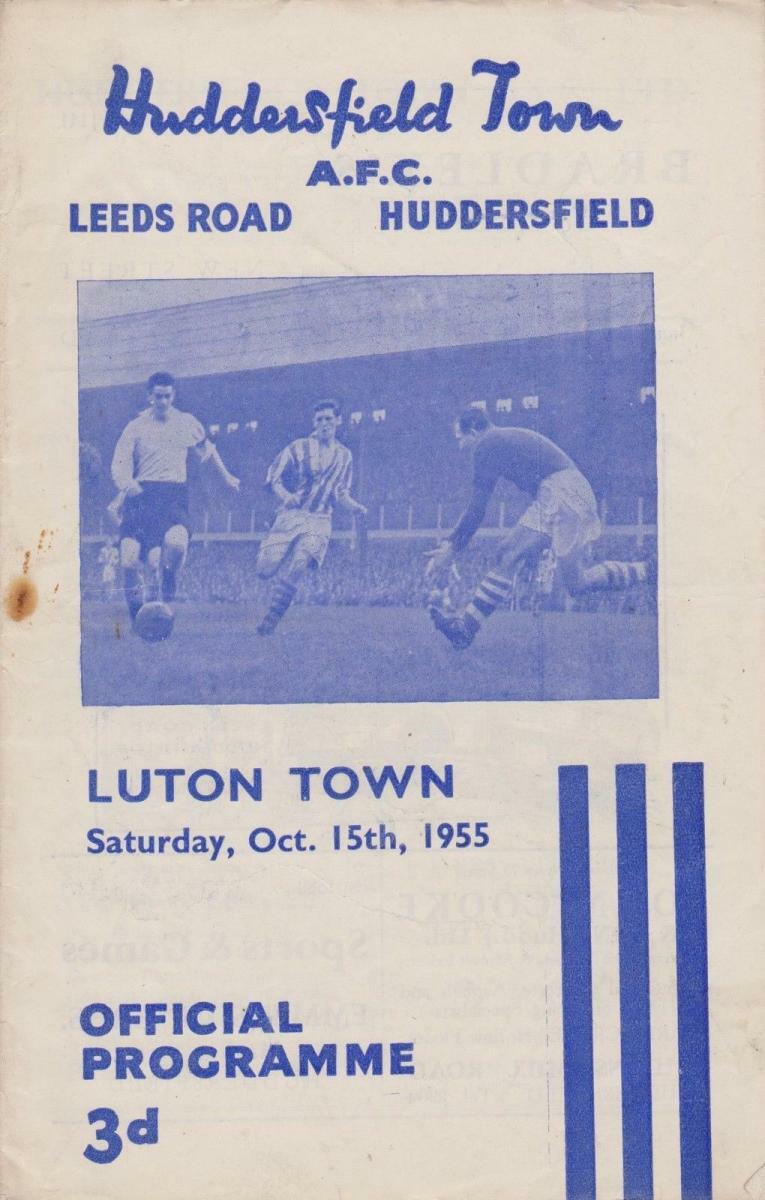 Huddersfield Town
A.F.C.
LEEDS ROAD HUDDERSFIELD
LUTON TOWN
Saturday, Oct. 15th, 1955
OFFICIAL
PROGRAMME
3d